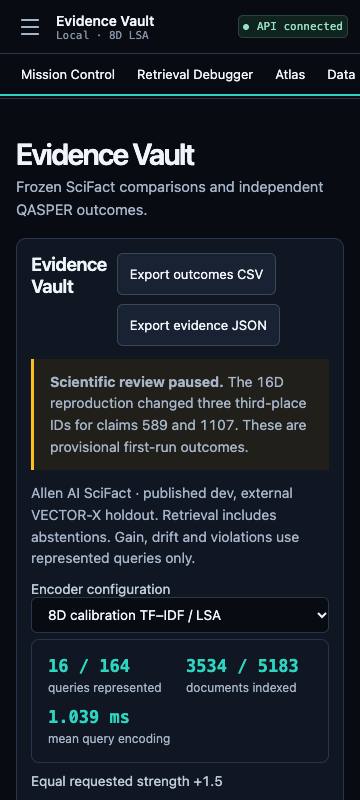 Evidence Vault
Local · 8D LSA
API connected
Mission Control Retrieval Debugger Atlas Data
Evidence Vault
Frozen SciFact comparisons and independent
QASPER outcomes.
Evidence
Vault
Export outcomes CSV
Export evidence JSON
Scientific review paused. The 16D
reproduction changed three third-place
IDs for claims 589 and 1107. These are
provisional first-run outcomes.
Allen AI SciFact · published dev, external
VECTOR-X holdout. Retrieval includes
abstentions. Gain, drift and violations use
represented queries only.
Encoder configuration
8D calibration TF–IDF / LSA
16 / 164 3534 / 5183
queries represented documents indexed
1.039 ms
mean query encoding
Equal requested strength +1.5